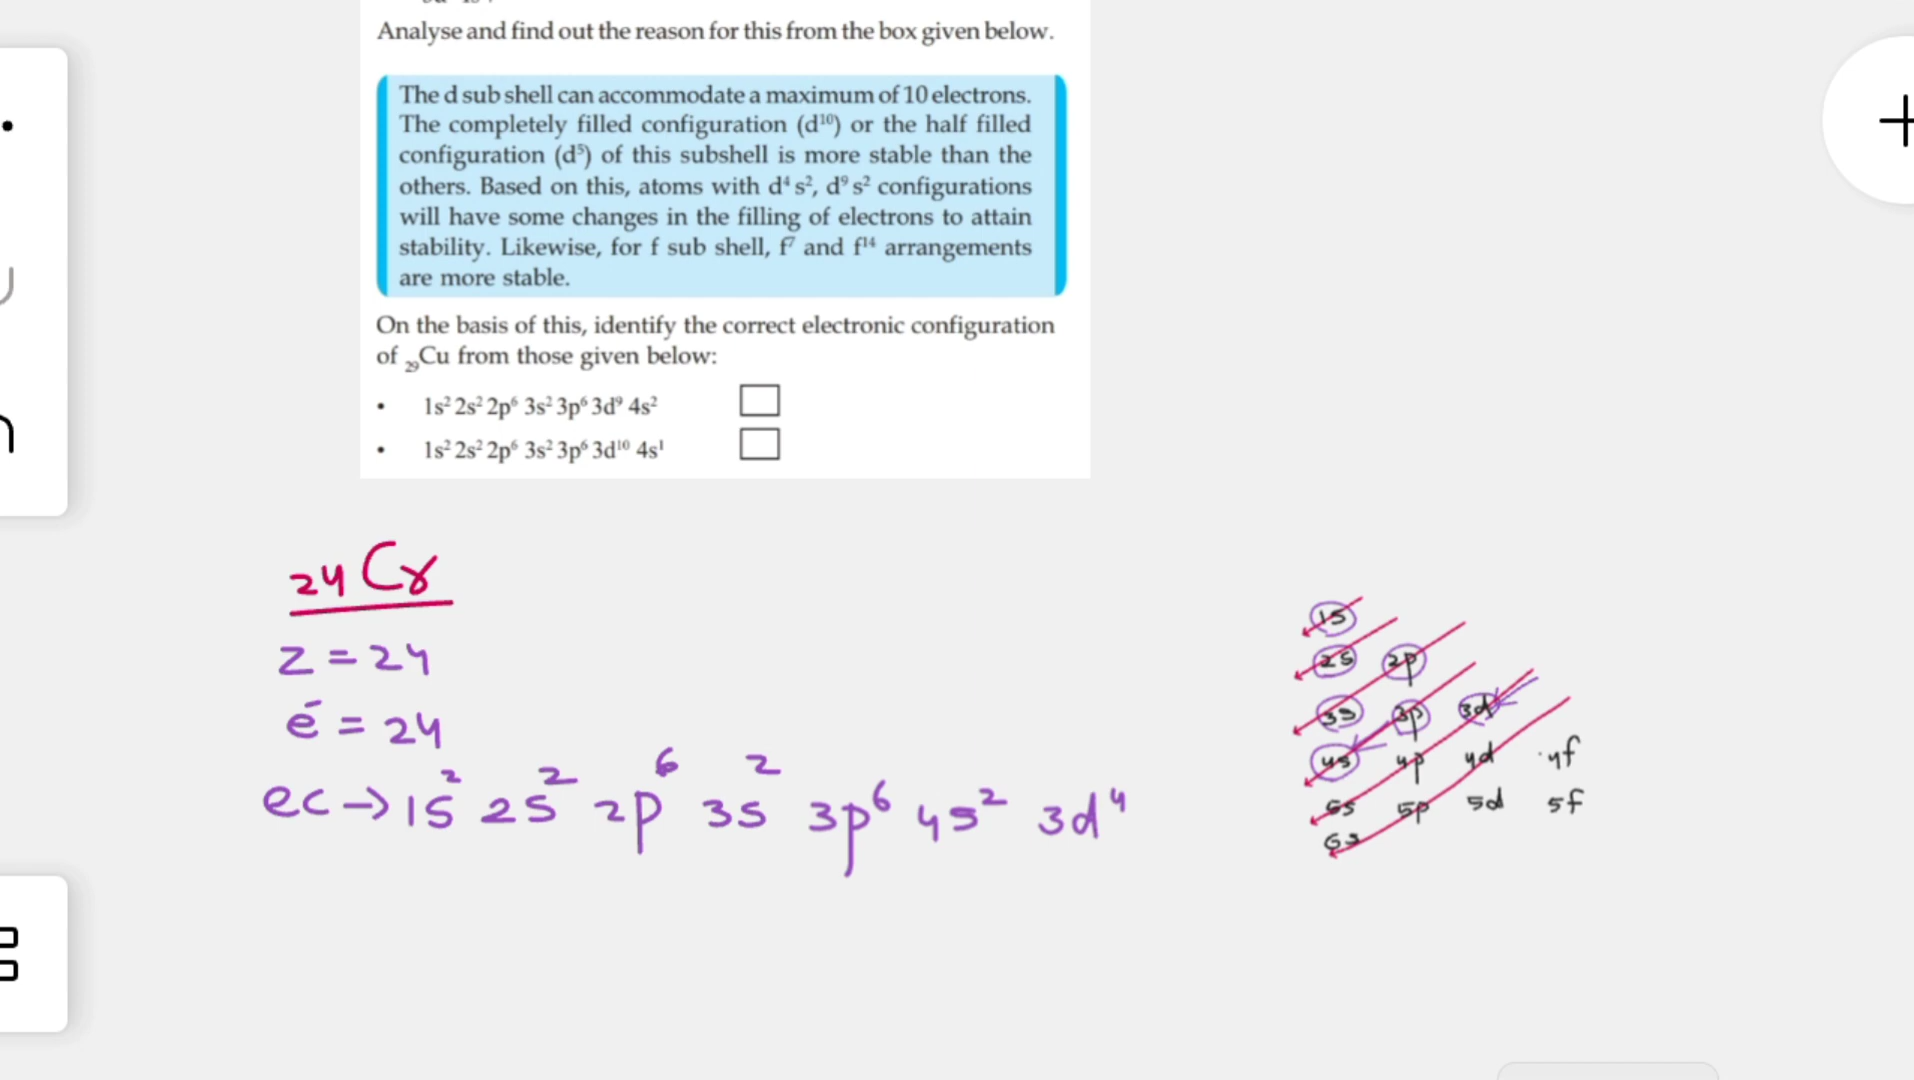 Analyse and find out the reason for this from the box given below.
The d sub shell can accommodate a maximum of 10 electrons.
The completely filled configuration (d¹⁰) or the half filled
configuration (d⁵) of this subshell is more stable than the
others. Based on this, atoms with d⁴ s², d⁹ s² configurations
will have some changes in the filling of electrons to attain
stability. Likewise, for f sub shell, f⁷ and f¹⁴ arrangements
are more stable.
On the basis of this, identify the correct electronic configuration
of ₂₉Cu from those given below:
• 1s² 2s² 2p⁶ 3s² 3p⁶ 3d⁹ 4s²
• 1s² 2s² 2p⁶ 3s² 3p⁶ 3d¹⁰ 4s¹
₂₄Cr
Z = 24
e⁻ = 24
ec → 1s² 2s² 2p⁶ 3s² 3p⁶ 4s² 3d⁴
1s
2s 2p
3s 3p 3d
4s 4p 4d 4f
5s 5p 5d 5f
6s